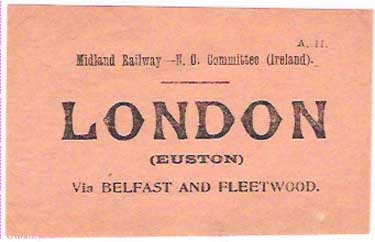 A. 11.
Midland Railway—N. C. Committee (Ireland).
LONDON
(EUSTON)
Via BELFAST AND FLEETWOOD.